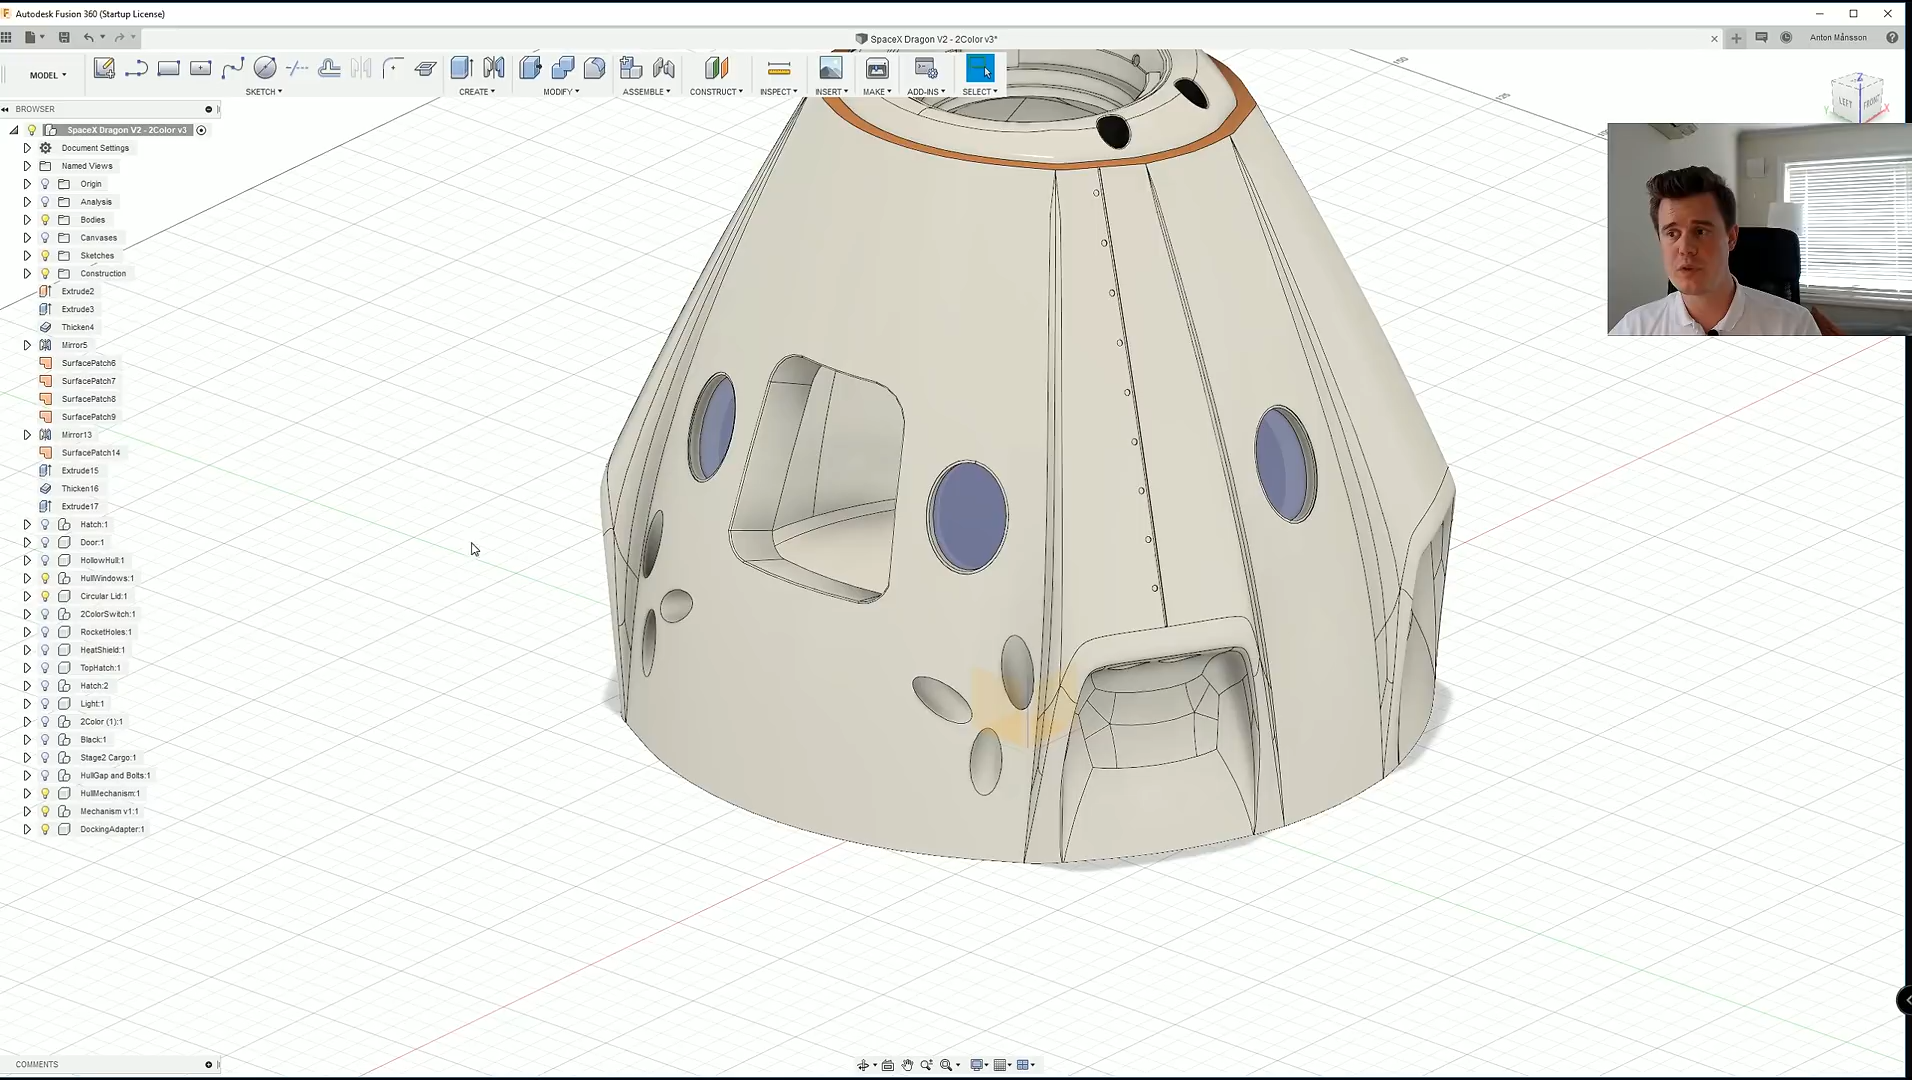 Autodesk Fusion 360 (Startup License)
SpaceX Dragon V2 - 2Color v3*
Anton Månsson
MODEL
SKETCH
CREATE
MODIFY
ASSEMBLE
CONSTRUCT
INSPECT
INSERT
MAKE
ADD-INS
SELECT
BROWSER
SpaceX Dragon V2 - 2Color v3
Document Settings
Named Views
Origin
Analysis
Bodies
Canvases
Sketches
Construction
Extrude2
Extrude3
Thicken4
Mirror5
SurfacePatch6
SurfacePatch7
SurfacePatch8
SurfacePatch9
Mirror13
SurfacePatch14
Extrude15
Thicken16
Extrude17
Hatch:1
Door:1
HollowHull:1
HullWindows:1
Circular Lid:1
2ColorSwitch:1
RocketHoles:1
HeatShield:1
TopHatch:1
Hatch:2
Light:1
2Color (1):1
Black:1
Stage2 Cargo:1
HullGap and Bolts:1
HullMechanism:1
Mechanism v1:1
DockingAdapter:1
COMMENTS
150
125
Z
LEFT
FRONT
X
Y